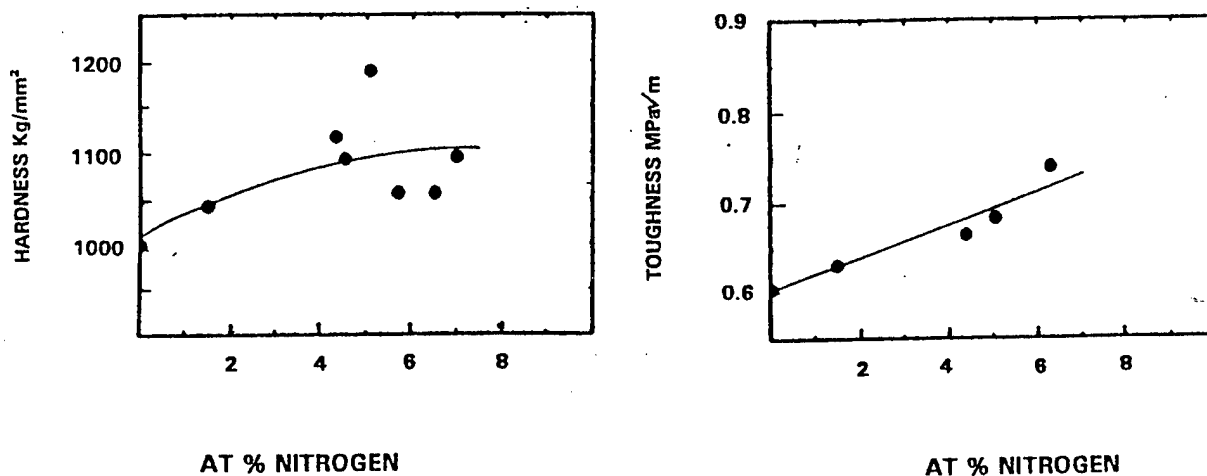 HARDNESS Kg/mm²
1200
1100
1000
2 4 6 8
AT % NITROGEN
TOUGHNESS MPa√m
0.9
0.8
0.7
0.6
2 4 6 8
AT % NITROGEN